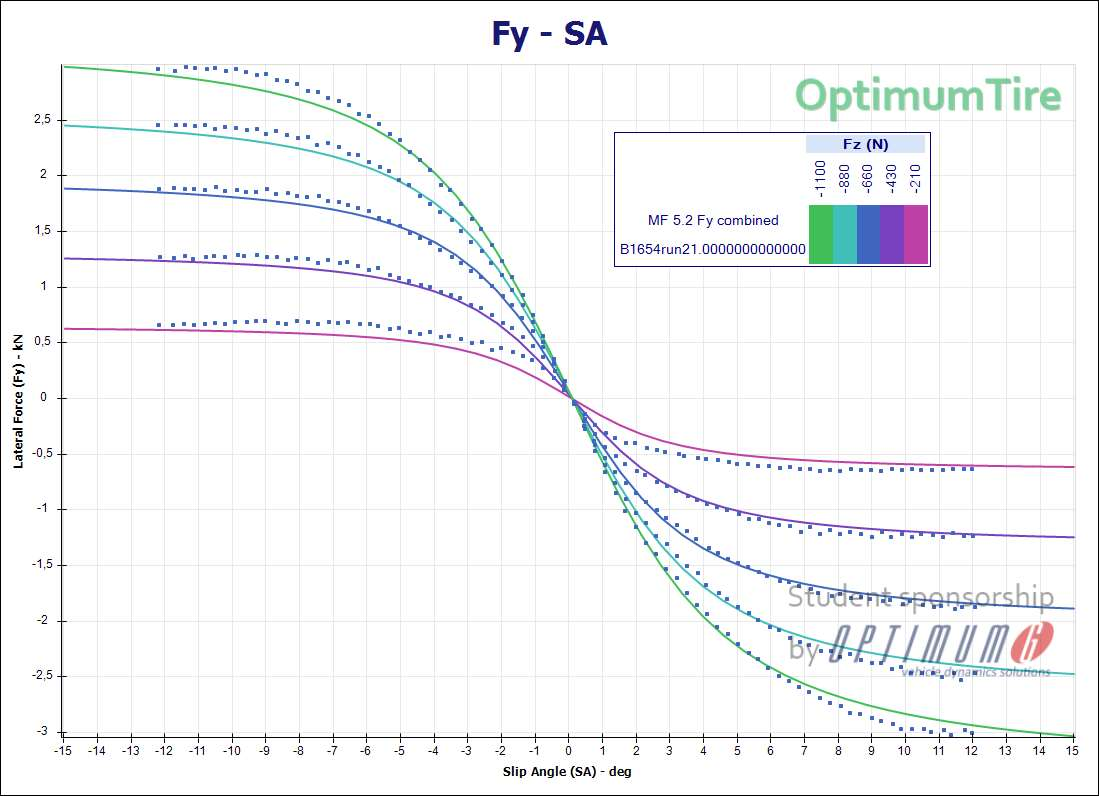 Fy - SA
OptimumTire
Fz (N)
-1100 -880 -660 -430 -210
MF 5.2 Fy combined
B1654run21.0000000000000
2,5
2
1,5
1
0,5
0
-0,5
-1
-1,5
-2
-2,5
-3
Lateral Force (Fy) - kN
Student sponsorship
by OPTIMUM G
vehicle dynamics solutions
-15 -14 -13 -12 -11 -10 -9 -8 -7 -6 -5 -4 -3 -2 -1 0 1 2 3 4 5 6 7 8 9 10 11 12 13 14 15
Slip Angle (SA) - deg